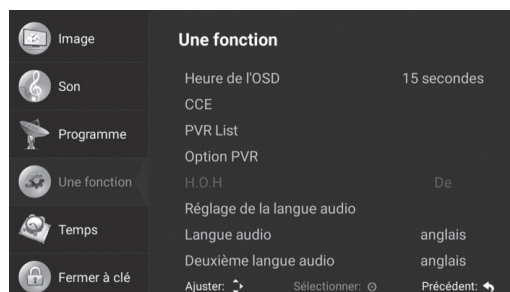 Image
Son
Programme
Une fonction
Temps
Fermer à clé
Une fonction
Heure de l'OSD 15 secondes
CCE
PVR List
Option PVR
H.O.H De
Réglage de la langue audio
Langue audio anglais
Deuxième langue audio anglais
Ajuster: Sélectionner: Précédent: